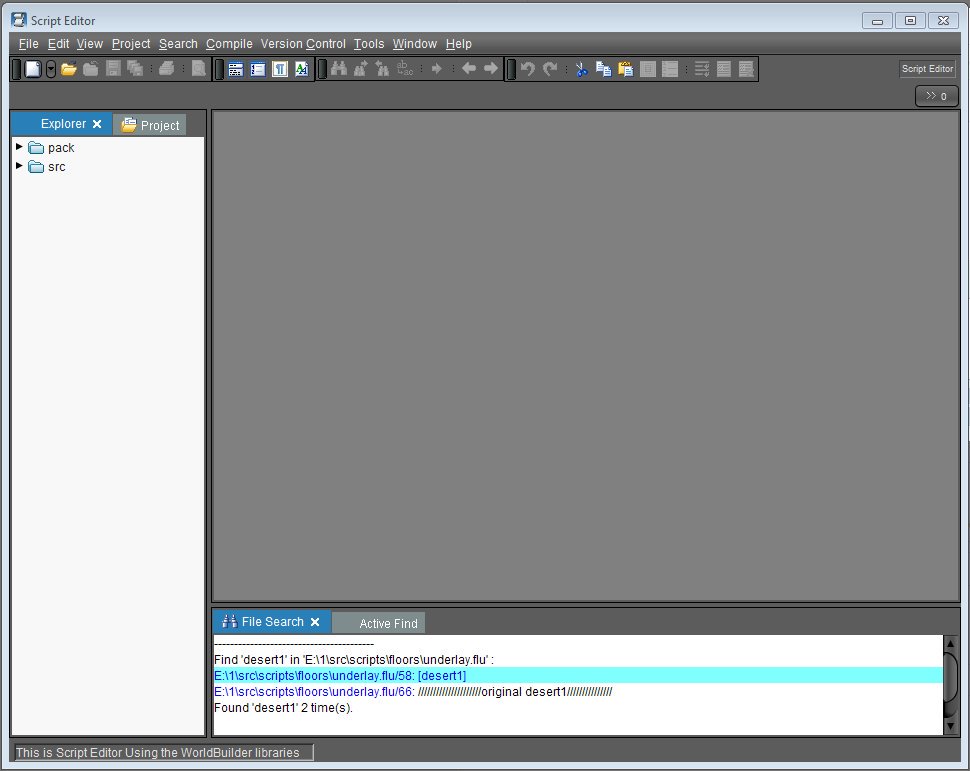 Script Editor
File Edit View Project Search Compile Version Control Tools Window Help
Script Editor
0
Explorer Project
pack
src
File Search Active Find
----------------------------------------
Find 'desert1' in 'E:\1\src\scripts\floors\underlay.flu' :
E:\1\src\scripts\floors\underlay.flu/58: [desert1]
E:\1\src\scripts\floors\underlay.flu/66: /////////////////////original desert1///////////////
Found 'desert1' 2 time(s).
This is Script Editor Using the WorldBuilder libraries